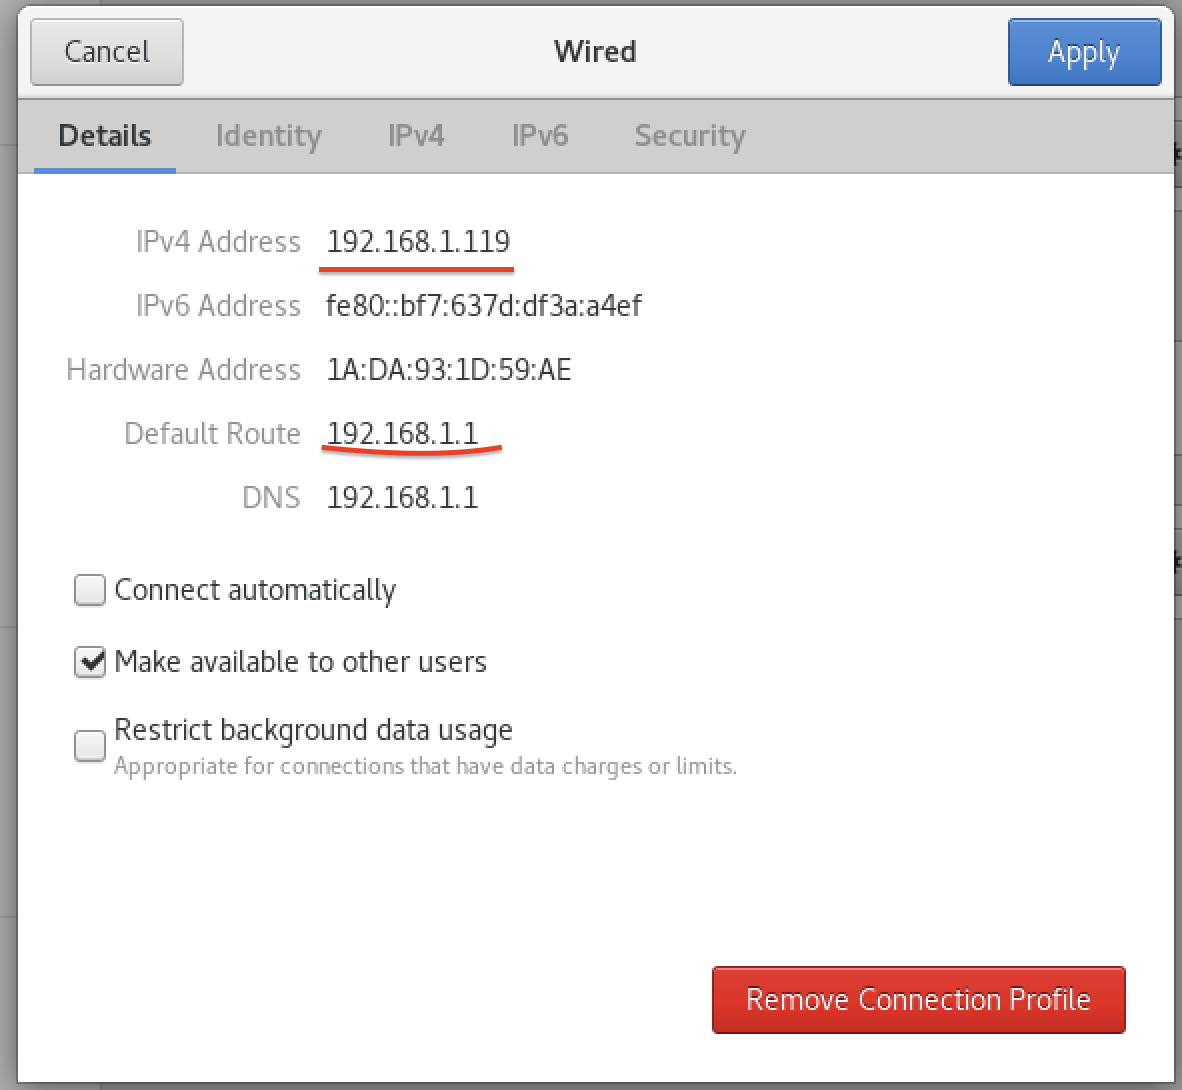 Cancel Wired Apply
Details Identity IPv4 IPv6 Security
IPv4 Address 192.168.1.119
IPv6 Address fe80::bf7:637d:df3a:a4ef
Hardware Address 1A:DA:93:1D:59:AE
Default Route 192.168.1.1
DNS 192.168.1.1
Connect automatically
Make available to other users
Restrict background data usage
Appropriate for connections that have data charges or limits.
Remove Connection Profile